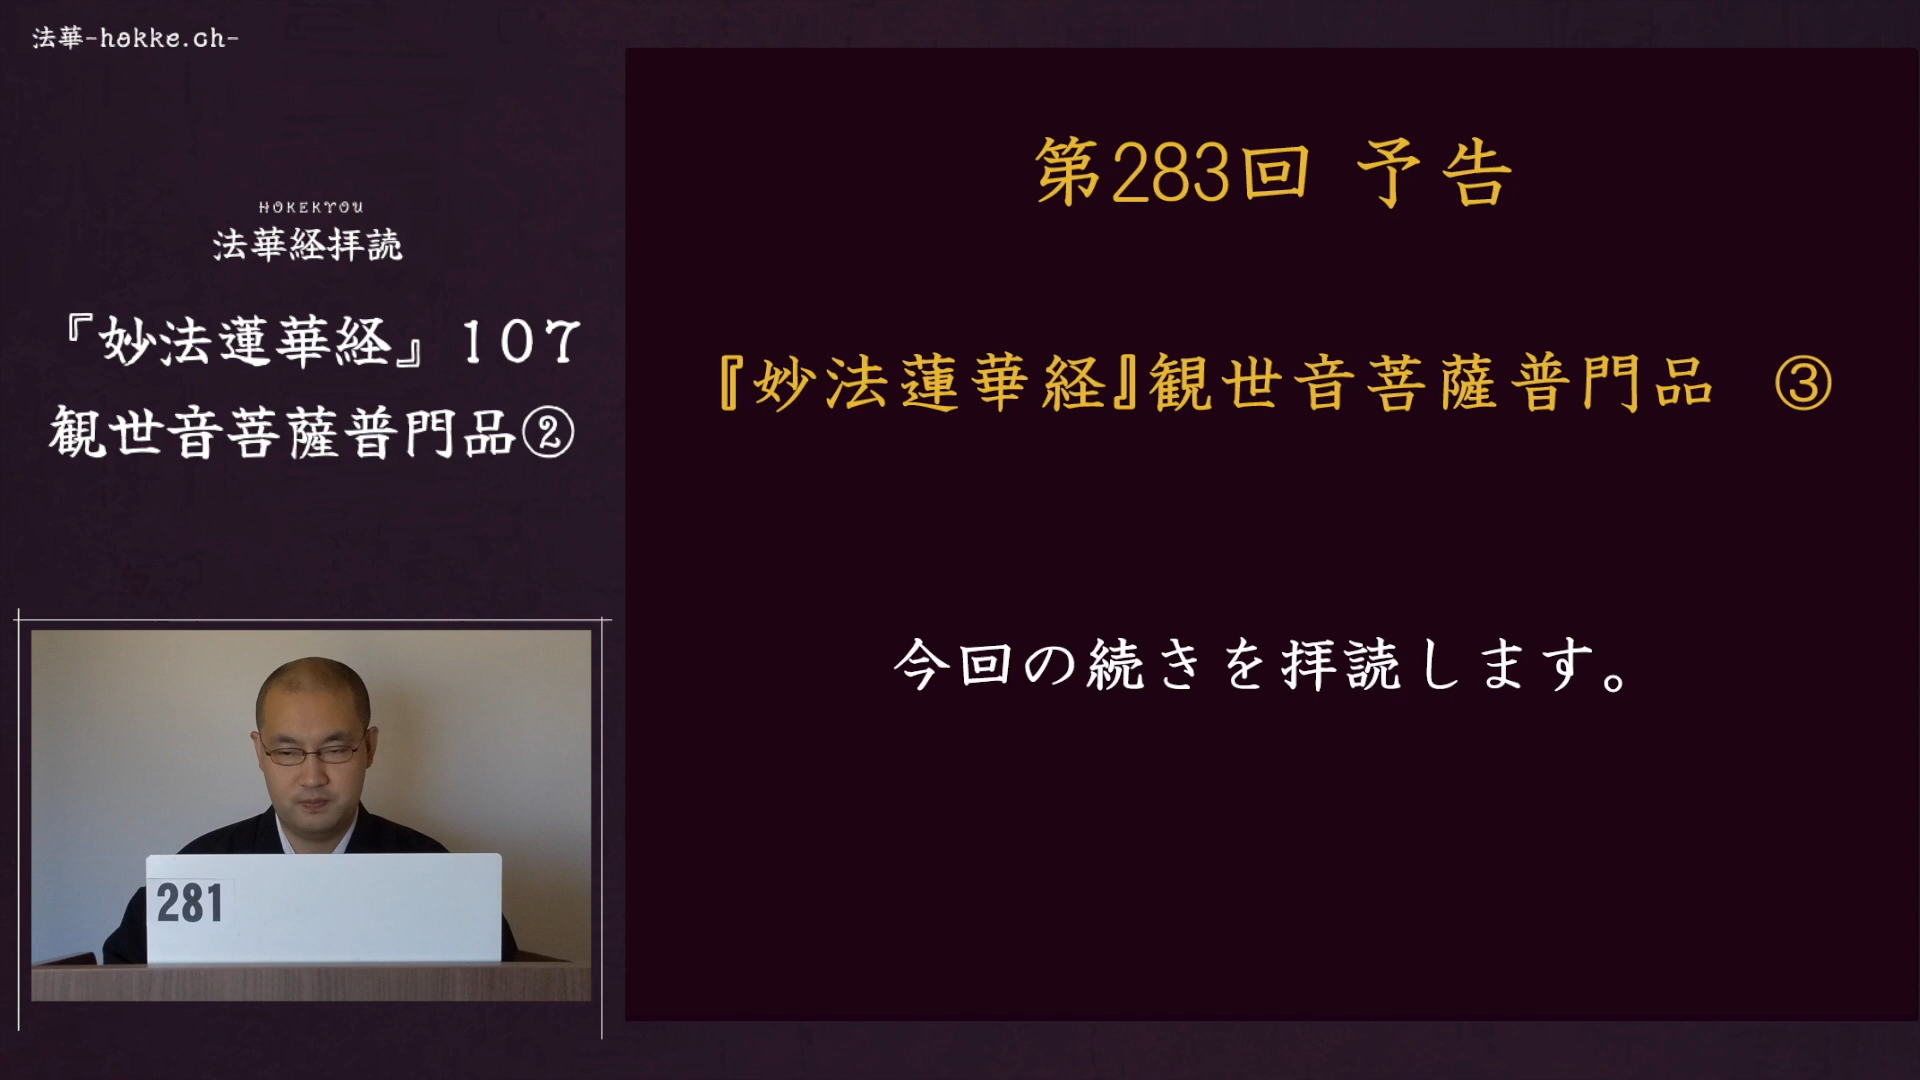 法華-hokke.ch-
HOKEKYOU
法華経拝読
『妙法蓮華経』107
観世音菩薩普門品②
281
第283回 予告
『妙法蓮華経』観世音菩薩普門品 ③
今回の続きを拝読します。